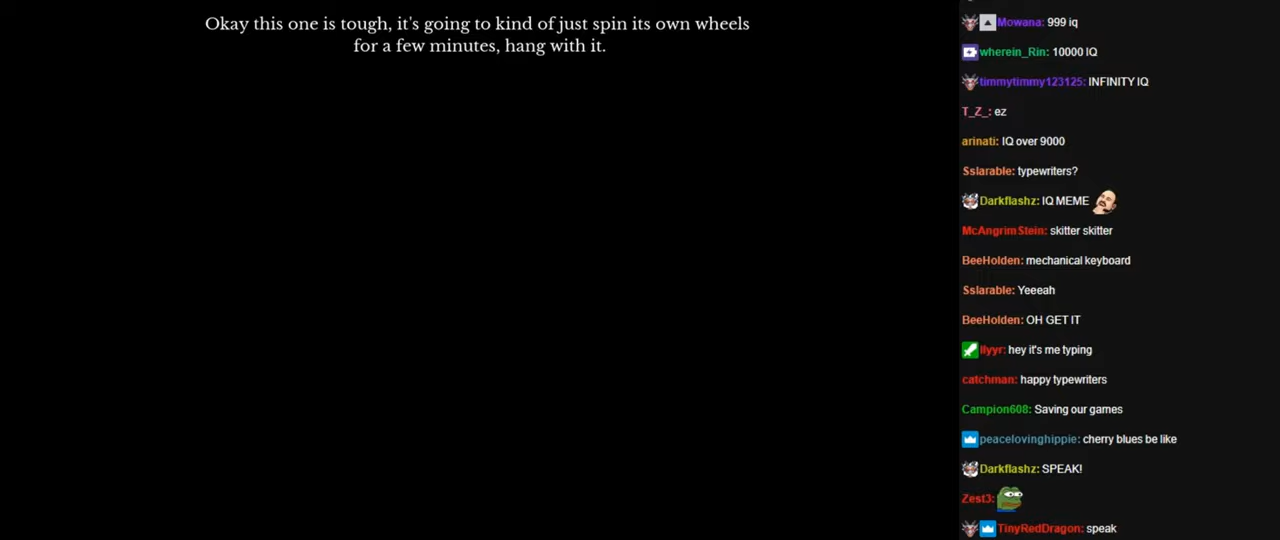 Okay this one is tough, it's going to kind of just spin its own wheels
for a few minutes, hang with it.
Mowana: 999 iq
wherein_Rin: 10000 IQ
timmytimmy123125: INFINITY IQ
T_Z_: ez
arinati: IQ over 9000
Sslarable: typewriters?
Darkflashz: IQ MEME
McAngrimStein: skitter skitter
BeeHolden: mechanical keyboard
Sslarable: Yeeeah
BeeHolden: OH GET IT
llyyr: hey it's me typing
catchman: happy typewriters
Campion608: Saving our games
peacelovinghippie: cherry blues be like
Darkflashz: SPEAK!
Zest3:
TinyRedDragon: speak